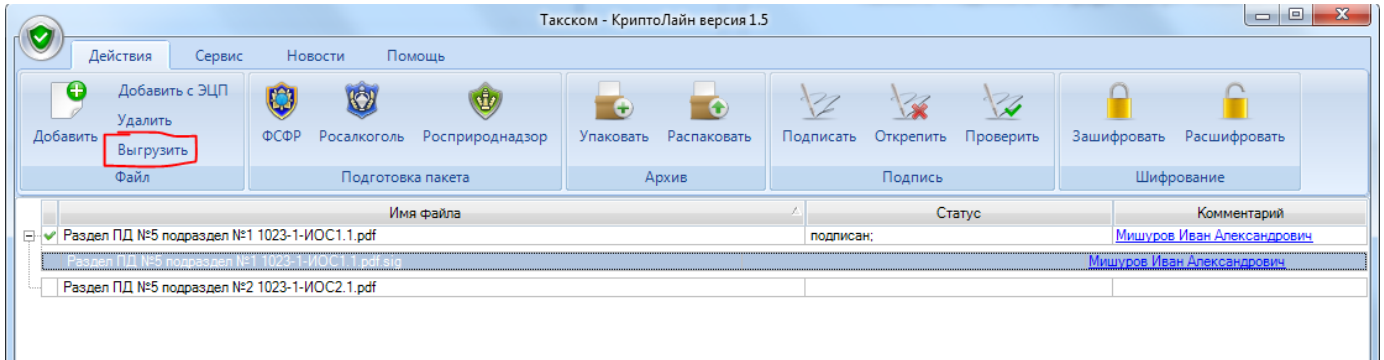 Такском - КриптоЛайн версия 1.5
Действия Сервис Новости Помощь
Добавить Добавить с ЭЦП Удалить Выгрузить
ФСФР Росалкоголь Росприроднадзор
Упаковать Распаковать
Подписать Открепить Проверить
Зашифровать Расшифровать
Файл Подготовка пакета Архив Подпись Шифрование
Имя файла Статус Комментарий
Раздел ПД №5 подраздел №1 1023-1-ИОС1.1.pdf подписан; Мишуров Иван Александрович
Раздел ПД №5 подраздел №1 1023-1-ИОС1.1.pdf.sig Мишуров Иван Александрович
Раздел ПД №5 подраздел №2 1023-1-ИОС2.1.pdf